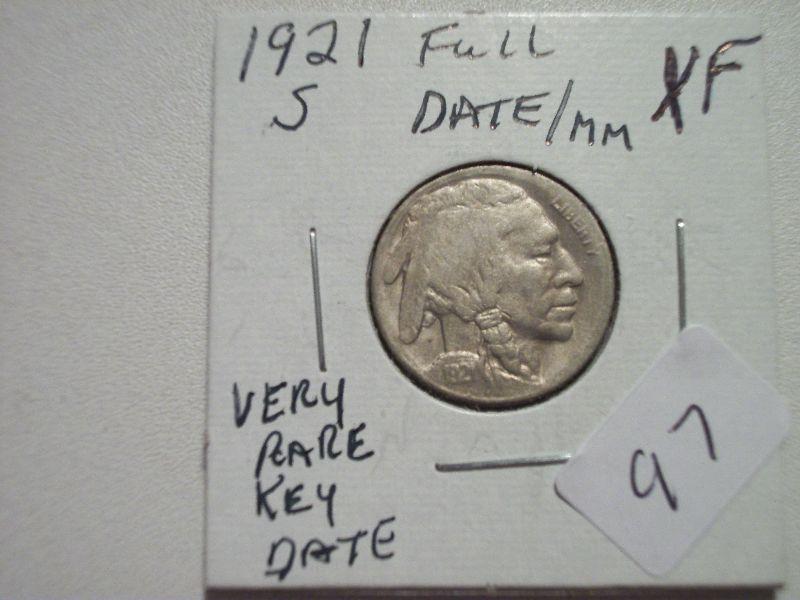 1921 Full XF
S DATE/MM
LIBERTY
1921
VERY
RARE
KEY
DATE
97